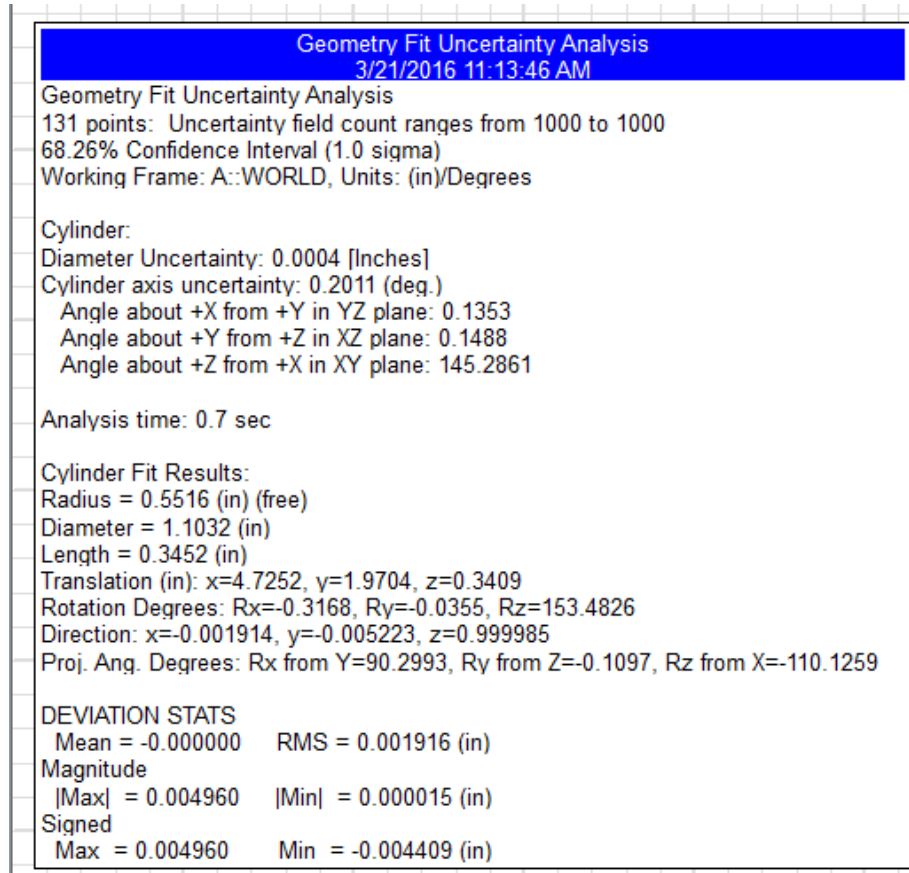 Geometry Fit Uncertainty Analysis
3/21/2016 11:13:46 AM
Geometry Fit Uncertainty Analysis
131 points:  Uncertainty field count ranges from 1000 to 1000
68.26% Confidence Interval (1.0 sigma)
Working Frame: A::WORLD, Units: (in)/Degrees
Cylinder:
Diameter Uncertainty: 0.0004 [Inches]
Cylinder axis uncertainty: 0.2011 (deg.)
Angle about +X from +Y in YZ plane: 0.1353
Angle about +Y from +Z in XZ plane: 0.1488
Angle about +Z from +X in XY plane: 145.2861
Analysis time: 0.7 sec
Cylinder Fit Results:
Radius = 0.5516 (in) (free)
Diameter = 1.1032 (in)
Length = 0.3452 (in)
Translation (in): x=4.7252, y=1.9704, z=0.3409
Rotation Degrees: Rx=-0.3168, Ry=-0.0355, Rz=153.4826
Direction: x=-0.001914, y=-0.005223, z=0.999985
Proj. Ang. Degrees: Rx from Y=90.2993, Ry from Z=-0.1097, Rz from X=-110.1259
DEVIATION STATS
Mean = -0.000000    RMS = 0.001916 (in)
Magnitude
|Max|  = 0.004960    |Min|  = 0.000015 (in)
Signed
Max  = 0.004960    Min  = -0.004409 (in)